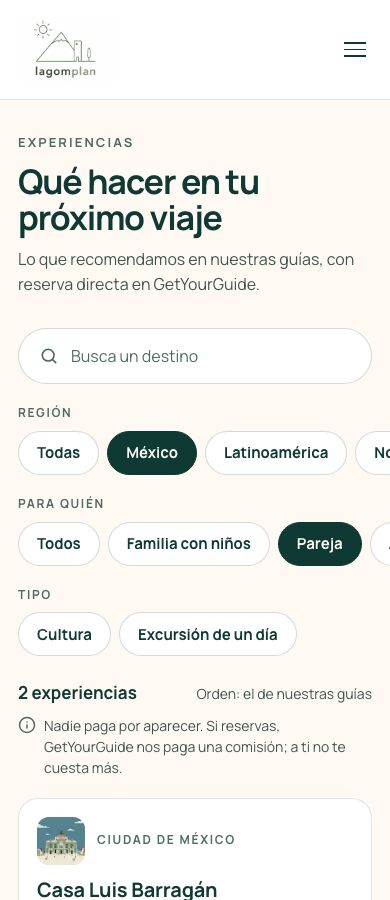 lagomplan
EXPERIENCIAS
Qué hacer en tu
próximo viaje
Lo que recomendamos en nuestras guías, con
reserva directa en GetYourGuide.
Busca un destino
REGIÓN
Todas México Latinoamérica
PARA QUIÉN
Todos Familia con niños Pareja
TIPO
Cultura Excursión de un día
2 experiencias Orden: el de nuestras guías
Nadie paga por aparecer. Si reservas,
GetYourGuide nos paga una comisión; a ti no te
cuesta más.
CIUDAD DE MÉXICO
Casa Luis Barragán